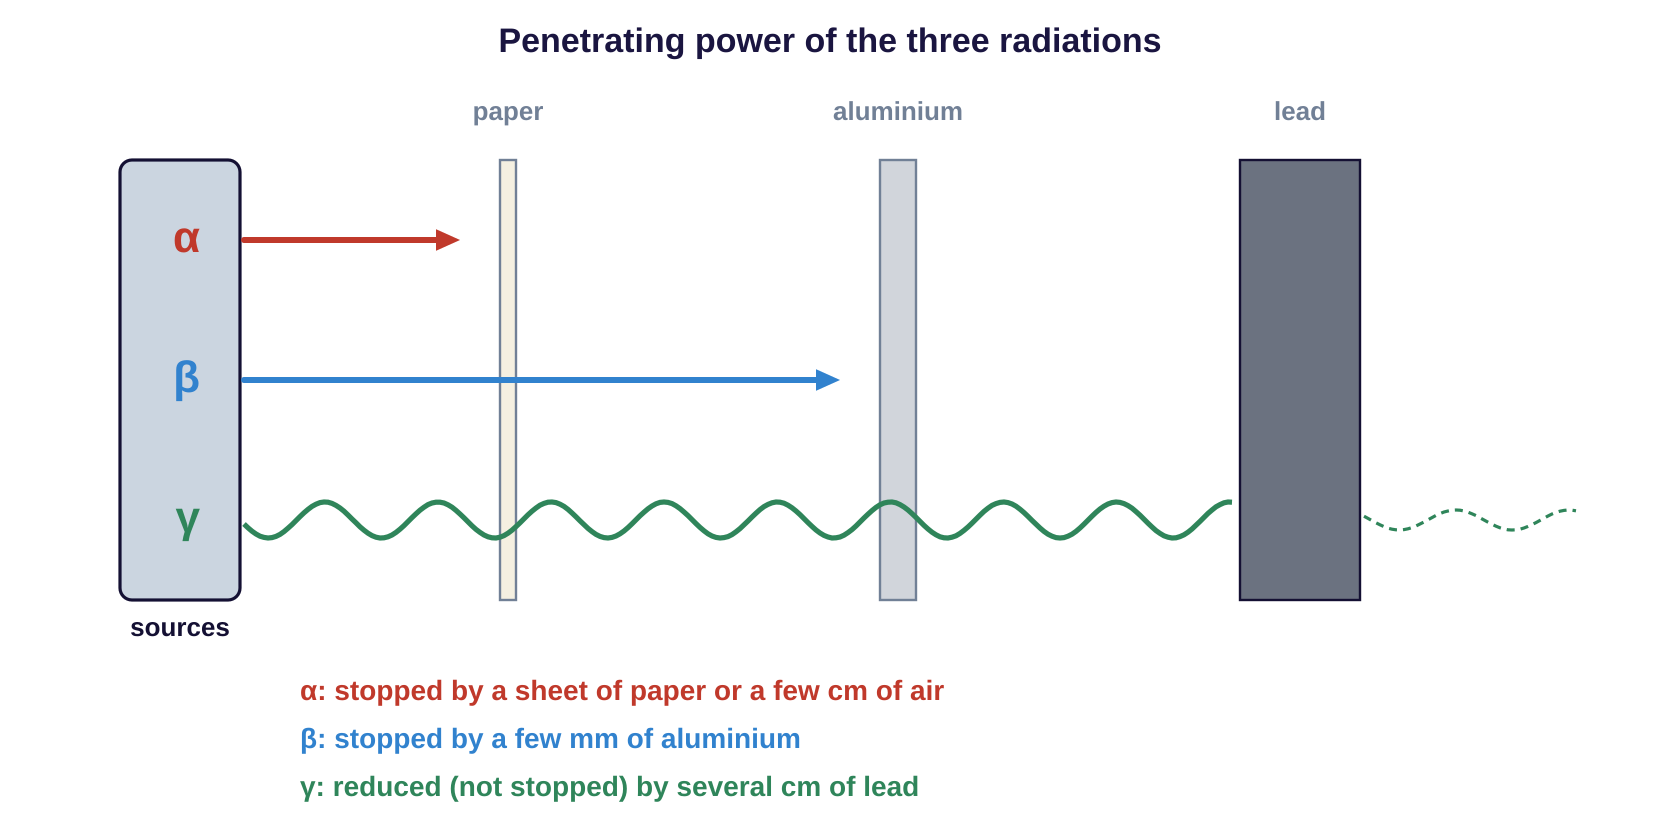 Penetrating power of the three radiations
paper
aluminium
lead
α
β
γ
sources
α: stopped by a sheet of paper or a few cm of air
β: stopped by a few mm of aluminium
γ: reduced (not stopped) by several cm of lead